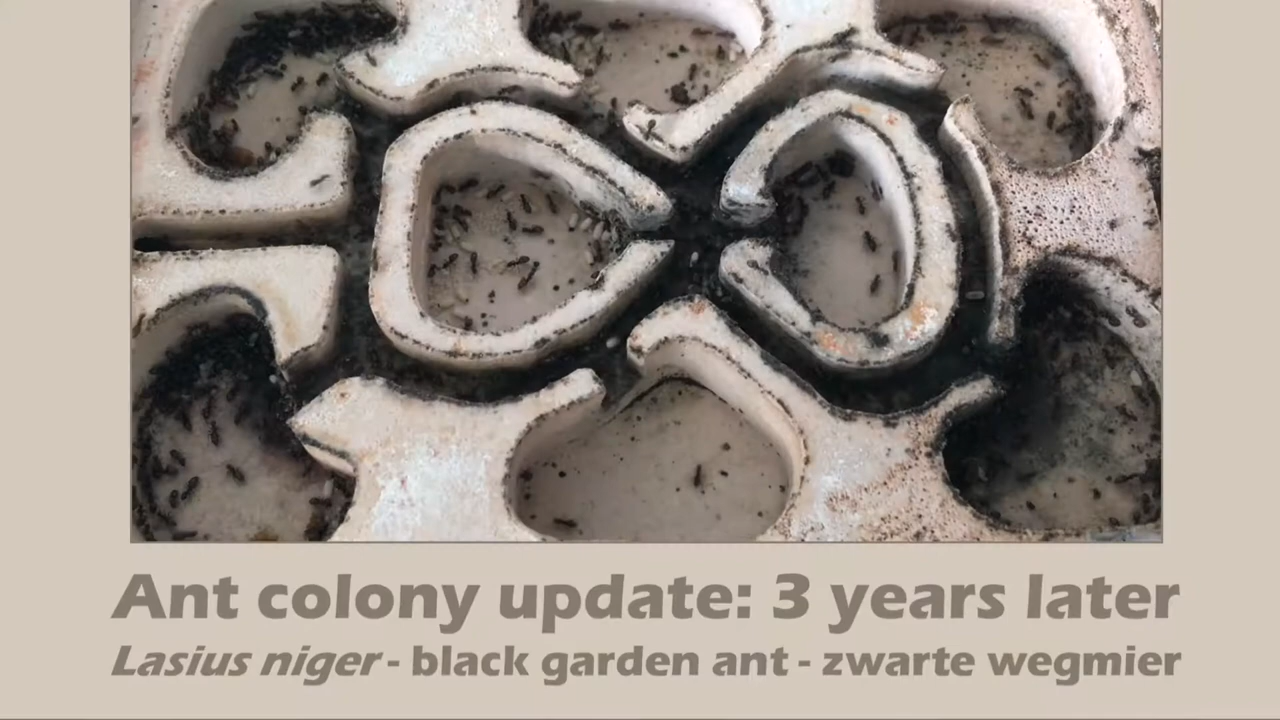 Ant colony update: 3 years later
Lasius niger - black garden ant - zwarte wegmier